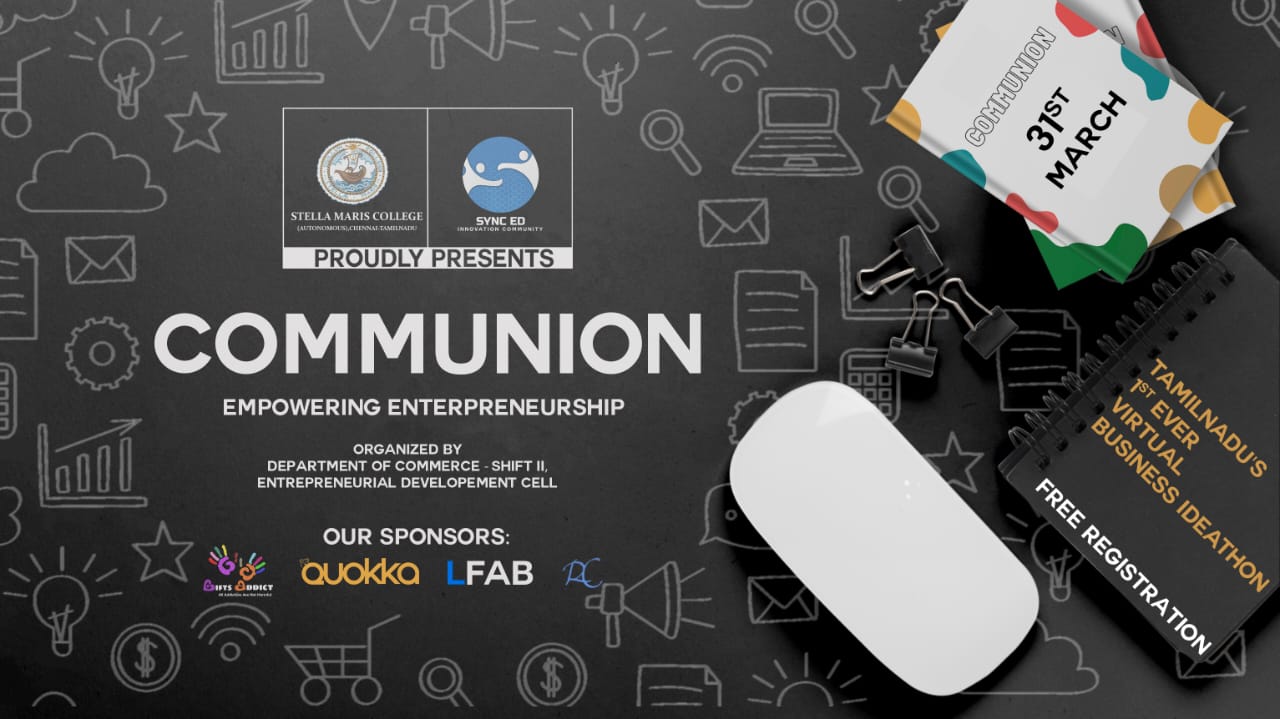 STELLA MARIS COLLEGE
(AUTONOMOUS),CHENNAI-TAMILNADU
SYNC ED
INNOVATION COMMUNITY
PROUDLY PRESENTS
COMMUNION
EMPOWERING ENTERPRENEURSHIP
ORGANIZED BY
DEPARTMENT OF COMMERCE - SHIFT II,
ENTREPRENEURIAL DEVELOPEMENT CELL
OUR SPONSORS:
GIFTS ADDICT
QUOKKA
LFAB
COMMUNION
31ST
MARCH
TAMILNADU'S
1ST EVER
VIRTUAL
BUSINESS IDEATHON
FREE REGISTRATION